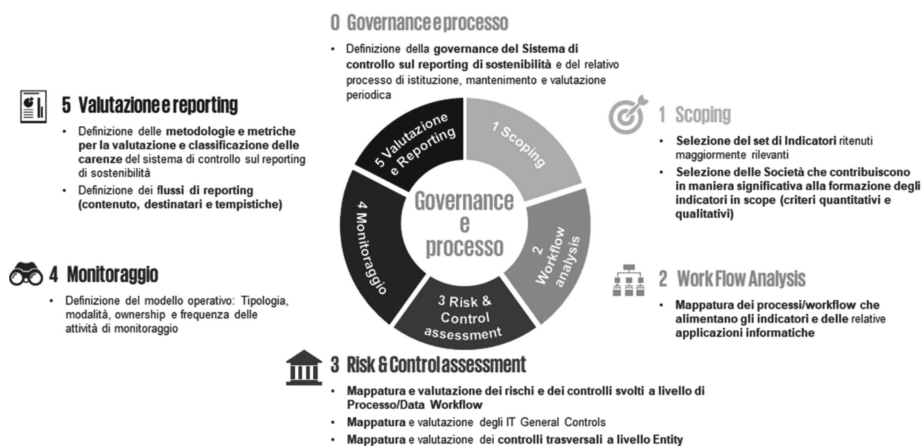 0 Governance e processo
• Definizione della governance del Sistema di
controllo sul reporting di sostenibilità e del relativo
processo di istituzione, mantenimento e valutazione
periodica
5 Valutazione e reporting
• Definizione delle metodologie e metriche
per la valutazione e classificazione delle
carenze del sistema di controllo sul reporting
di sostenibilità
• Definizione dei flussi di reporting
(contenuto, destinatari e tempistiche)
1 Scoping
• Selezione del set di Indicatori ritenuti
maggiormente rilevanti
• Selezione delle Società che contribuiscono
in maniera significativa alla formazione degli
indicatori in scope (criteri quantitativi e
qualitativi)
5 Valutazione
e Reporting
1 Scoping
Governance
e
processo
4 Monitoraggio
2
Workflow
analysis
3 Risk &
Control
assessment
4 Monitoraggio
• Definizione del modello operativo: Tipologia,
modalità, ownership e frequenza delle
attività di monitoraggio
2 Work Flow Analysis
• Mappatura dei processi/workflow che
alimentano gli indicatori e delle relative
applicazioni informatiche
3 Risk & Control assessment
• Mappatura e valutazione dei rischi e dei controlli svolti a livello di
Processo/Data Workflow
• Mappatura e valutazione degli IT General Controls
• Mappatura e valutazione dei controlli trasversali a livello Entity